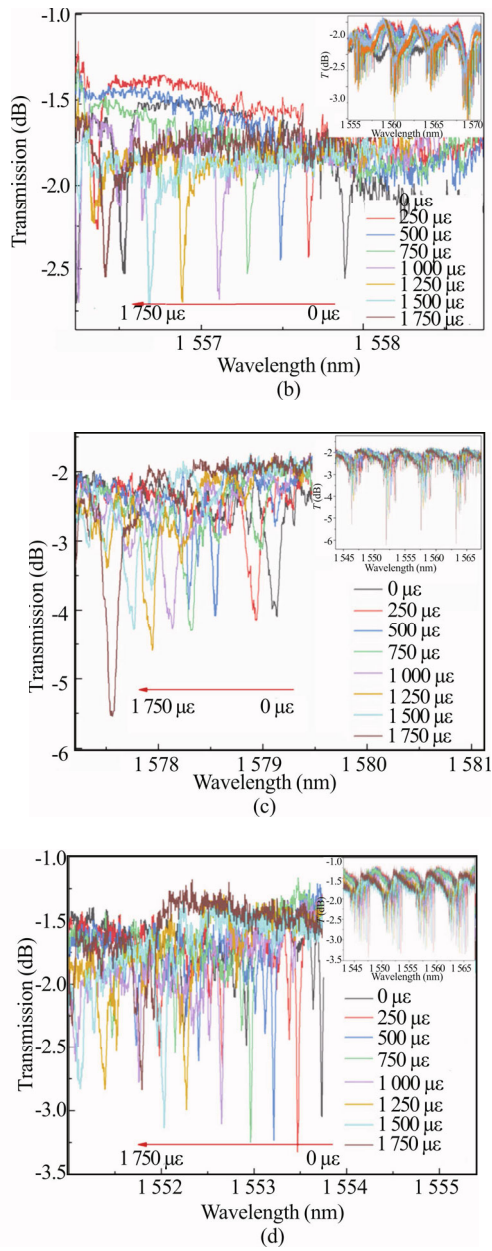 -1.0
-1.5
-2.0
-2.5
Transmission (dB)
T (dB)
-2.0
-2.5
-3.0
1 555 1 560 1 565 1 570
Wavelength (nm)
0 με
250 με
500 με
750 με
1 000 με
1 250 με
1 500 με
1 750 με
1 750 με 0 με
1 557 1 558
Wavelength (nm)
(b)
-2
-3
-4
-5
-6
Transmission (dB)
T (dB)
-2
-3
-4
-5
-6
1 545 1 550 1 555 1 560 1 565
Wavelength (nm)
0 με
250 με
500 με
750 με
1 000 με
1 250 με
1 500 με
1 750 με
1 750 με 0 με
1 578 1 579 1 580 1 581
Wavelength (nm)
(c)
-1.0
-1.5
-2.0
-2.5
-3.0
-3.5
Transmission (dB)
T (dB)
-1.0
-1.5
-2.0
-2.5
-3.0
-3.5
1 545 1 550 1 555 1 560 1 565
Wavelength (nm)
0 με
250 με
500 με
750 με
1 000 με
1 250 με
1 500 με
1 750 με
1 750 με 0 με
1 552 1 553 1 554 1 555
Wavelength (nm)
(d)